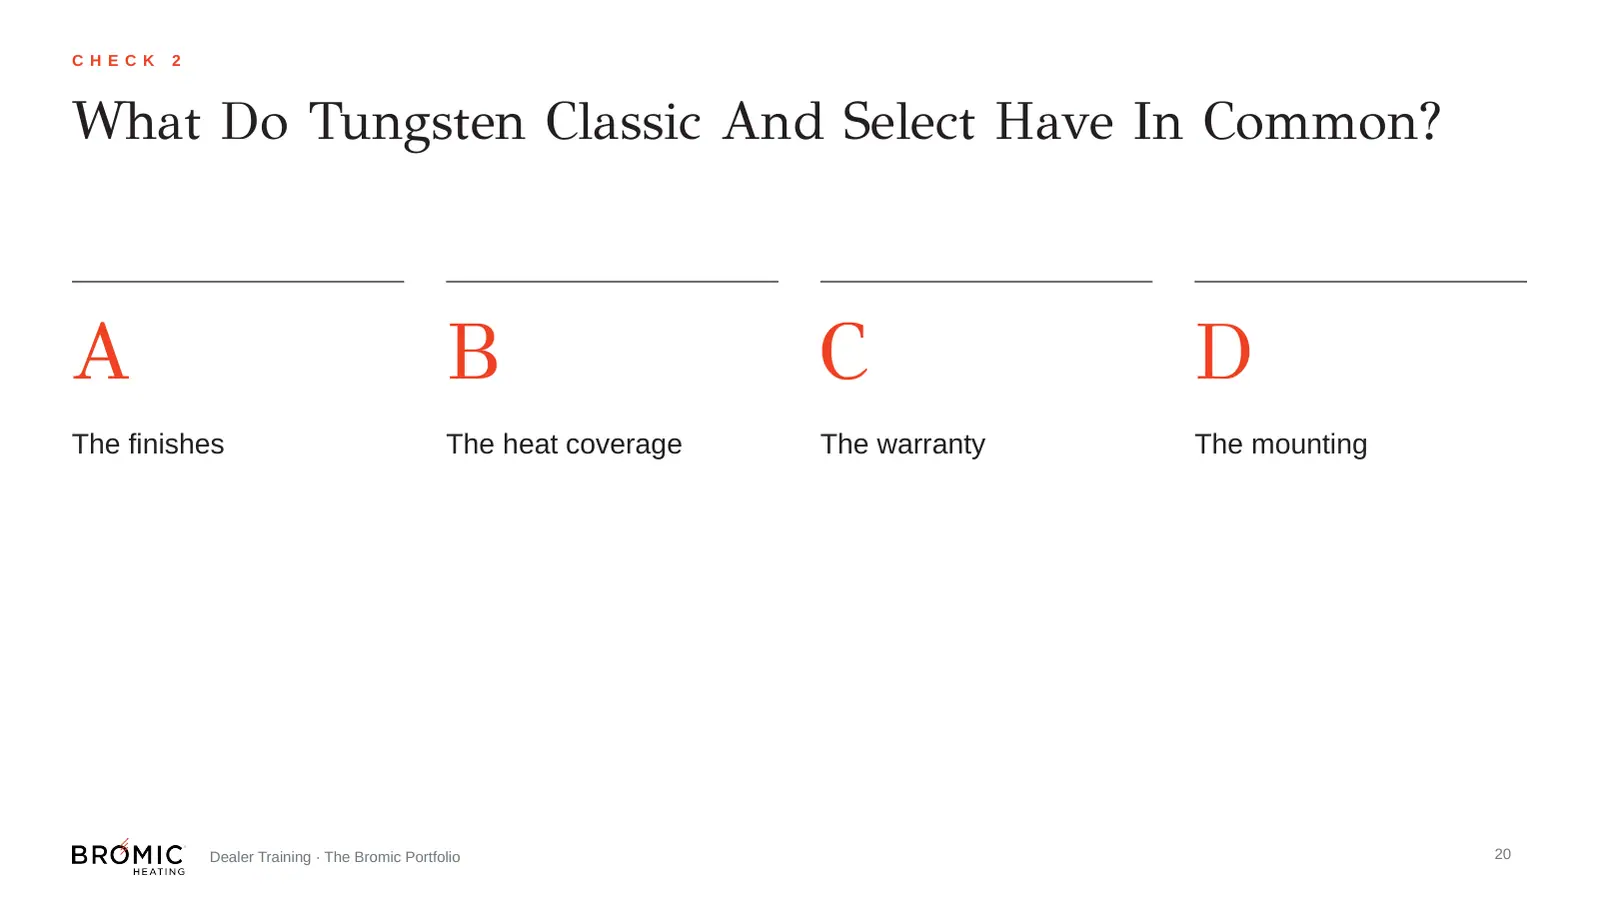 CHECK 2
What Do Tungsten Classic And Select Have In Common?
A
The finishes
B
The heat coverage
C
The warranty
D
The mounting
BROMIC
HEATING
Dealer Training · The Bromic Portfolio
20